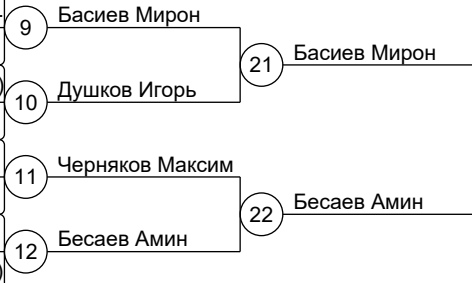 9 Басиев Мирон
21 Басиев Мирон
10 Душков Игорь
11 Черняков Максим
22 Бесаев Амин
12 Бесаев Амин